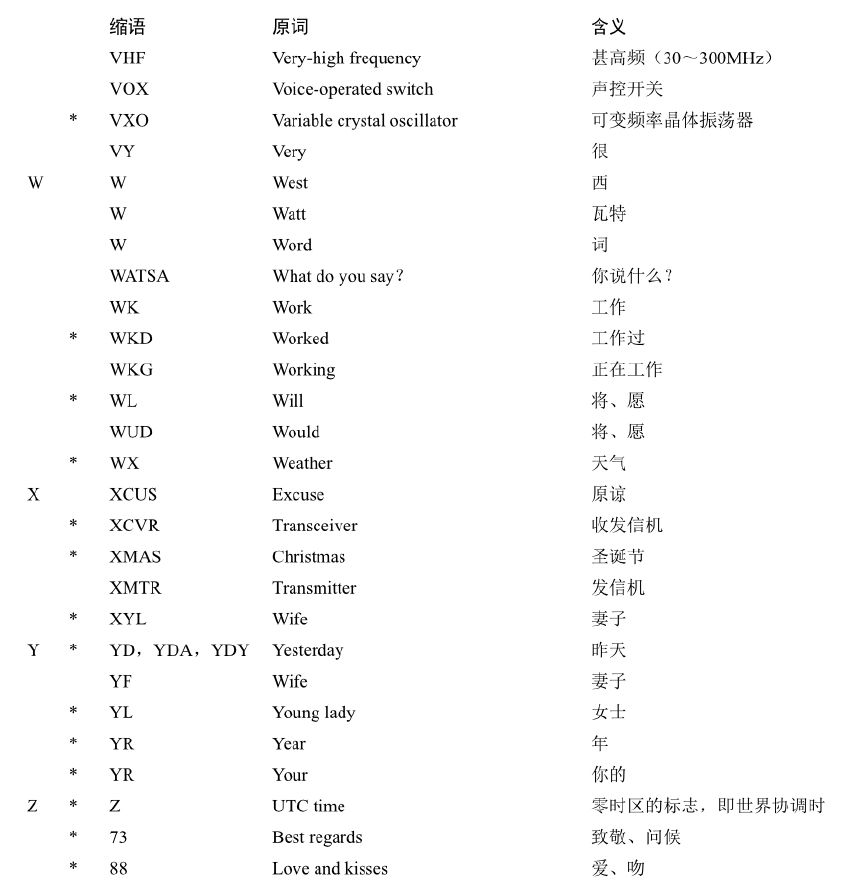 缩语 原词 含义
VHF Very-high frequency 甚高频（30～300MHz）
VOX Voice-operated switch 声控开关
* VXO Variable crystal oscillator 可变频率晶体振荡器
VY Very 很
W W West 西
W Watt 瓦特
W Word 词
WATSA What do you say？ 你说什么？
WK Work 工作
* WKD Worked 工作过
WKG Working 正在工作
* WL Will 将、愿
WUD Would 将、愿
* WX Weather 天气
X XCUS Excuse 原谅
* XCVR Transceiver 收发信机
* XMAS Christmas 圣诞节
XMTR Transmitter 发信机
* XYL Wife 妻子
Y * YD，YDA，YDY Yesterday 昨天
YF Wife 妻子
* YL Young lady 女士
* YR Year 年
* YR Your 你的
Z * Z UTC time 零时区的标志，即世界协调时
* 73 Best regards 致敬、问候
* 88 Love and kisses 爱、吻